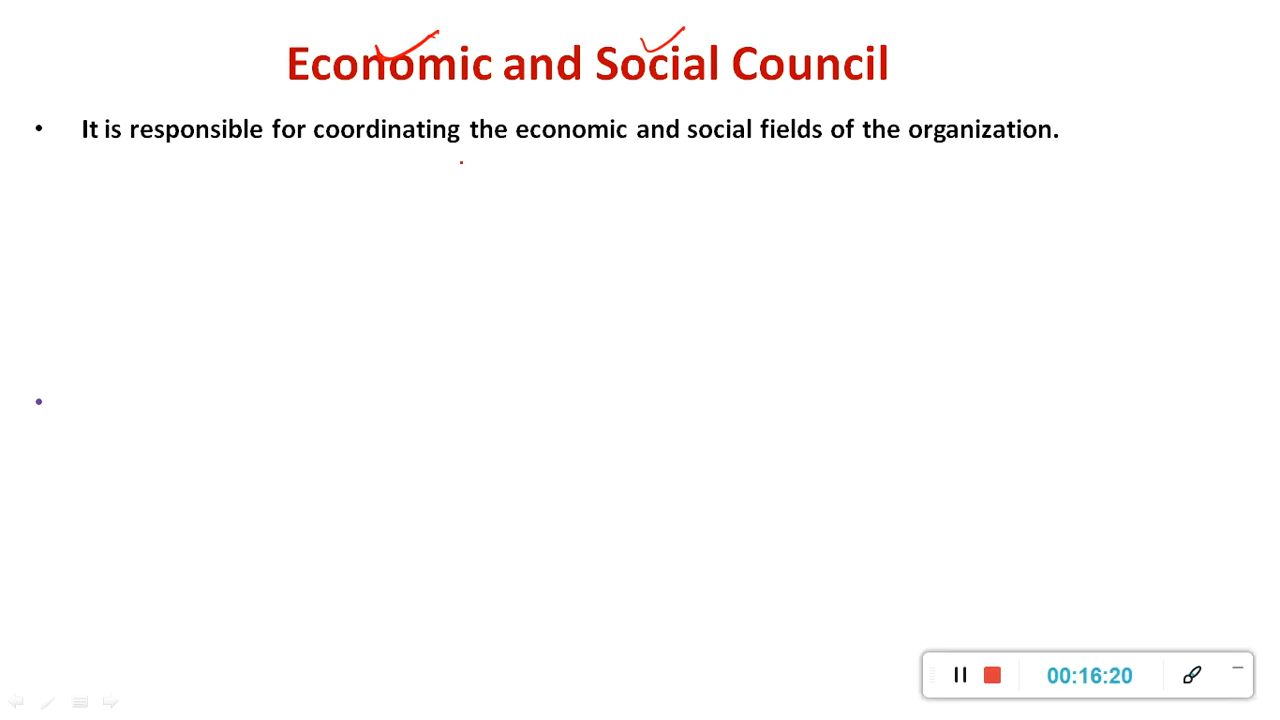 Economic and Social Council
• It is responsible for coordinating the economic and social fields of the organization.
•
00:16:20